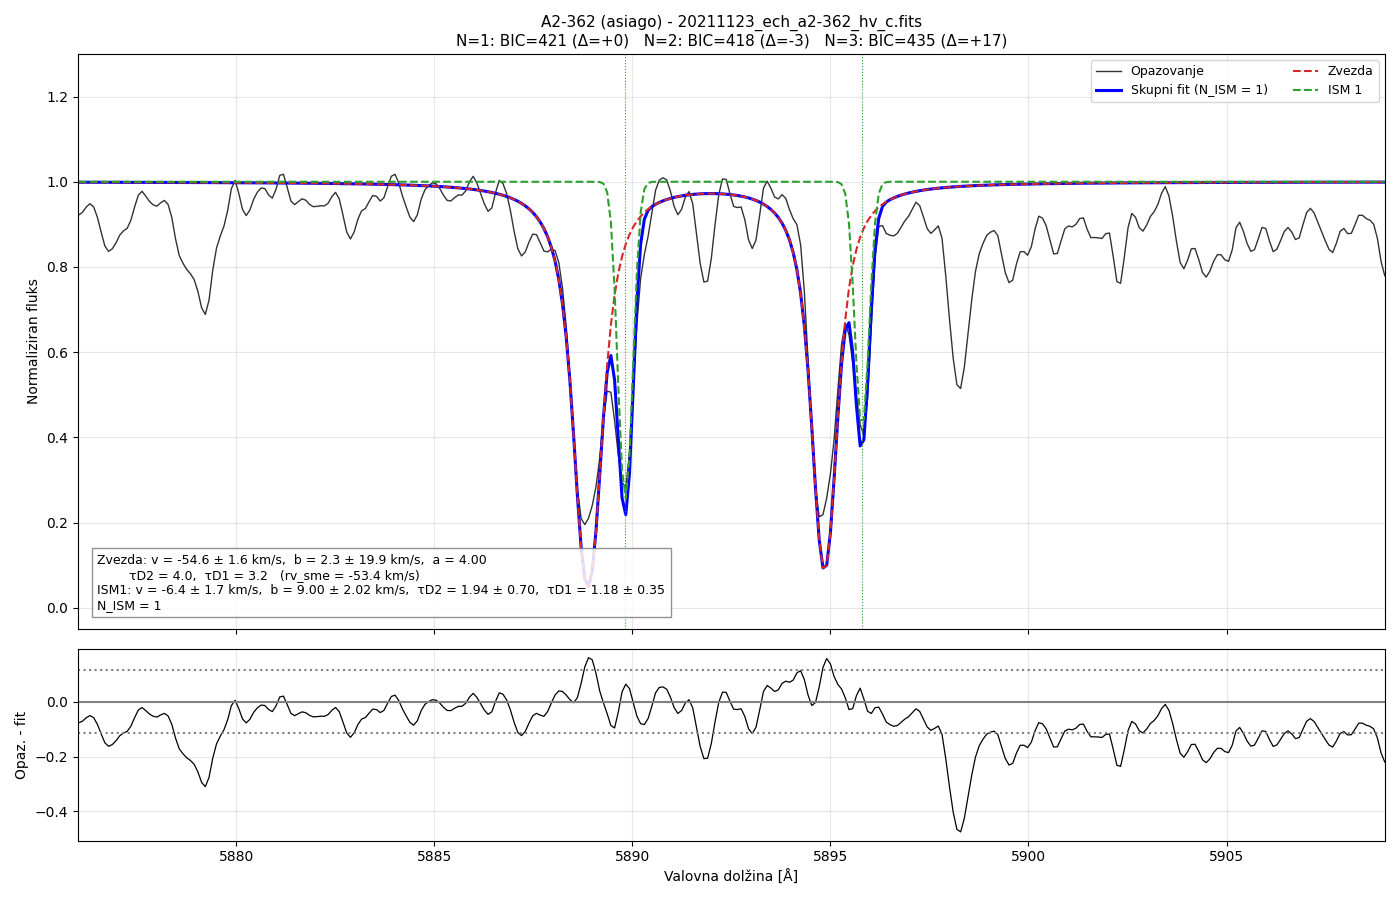 A2-362 (asiago) - 20211123_ech_a2-362_hv_c.fits
N=1: BIC=421 (Δ=+0)   N=2: BIC=418 (Δ=-3)   N=3: BIC=435 (Δ=+17)
Opazovanje
Skupni fit (N_ISM = 1)
Zvezda
ISM 1
Normaliziran fluks
1.2
1.0
0.8
0.6
0.4
0.2
0.0
Zvezda: v = -54.6 ± 1.6 km/s,  b = 2.3 ± 19.9 km/s,  a = 4.00
τD2 = 4.0,  τD1 = 3.2   (rv_sme = -53.4 km/s)
ISM1: v = -6.4 ± 1.7 km/s,  b = 9.00 ± 2.02 km/s,  τD2 = 1.94 ± 0.70,  τD1 = 1.18 ± 0.35
N_ISM = 1
Opaz. - fit
0.0
−0.2
−0.4
5880 5885 5890 5895 5900 5905
Valovna dolžina [Å]